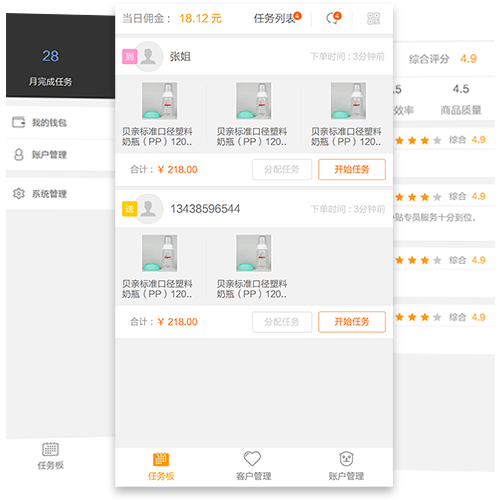 28
月完成任务
我的钱包
账户管理
系统管理
任务板
当日佣金： 18.12 元
任务列表
4
4
到 张姐 下单时间：3分钟前
贝亲标准口径塑料 贝亲标准口径塑料 贝亲标准口径塑料
奶瓶（PP）120.. 奶瓶（PP）120.. 奶瓶（PP）120..
合计：￥218.00 分配任务 开始任务
送 13438596544 下单时间：3分钟前
贝亲标准口径塑料 贝亲标准口径塑料
奶瓶（PP）120.. 奶瓶（PP）120..
合计：￥218.00 分配任务 开始任务
任务板 客户管理 账户管理
综合评分 4.9
.5 4.5
效率 商品质量
综合 4.9
综合 4.9
贴专员服务十分到位，
综合 4.9
综合 4.9